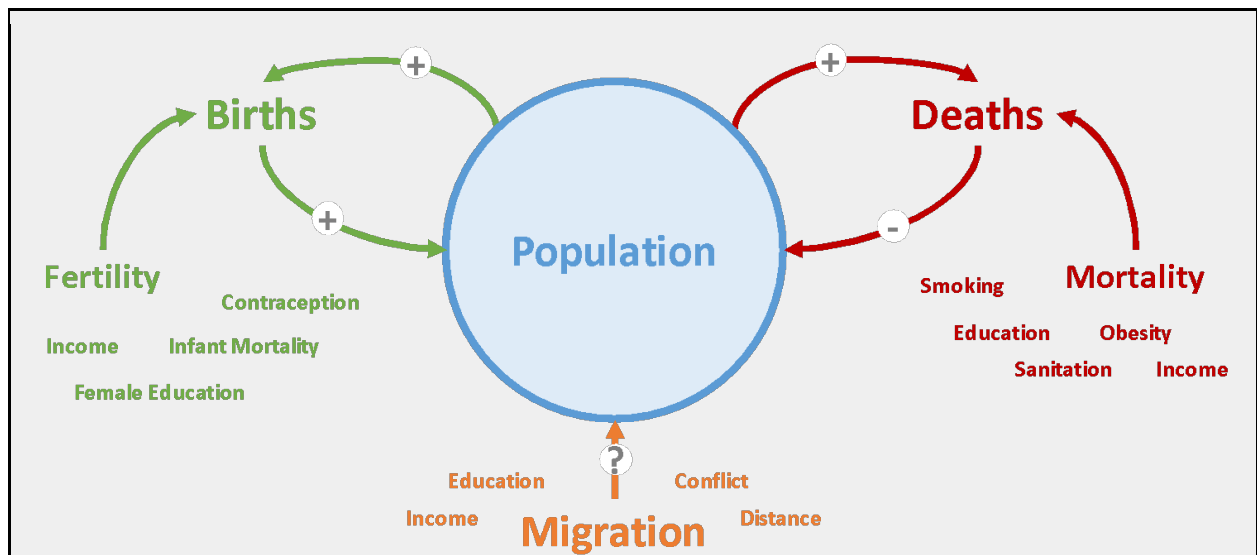 +
+
Births
Deaths
+
-
Population
Fertility
Mortality
Contraception
Smoking
Income
Infant Mortality
Education
Obesity
Female Education
Sanitation
Income
?
Education
Conflict
Income
Migration
Distance